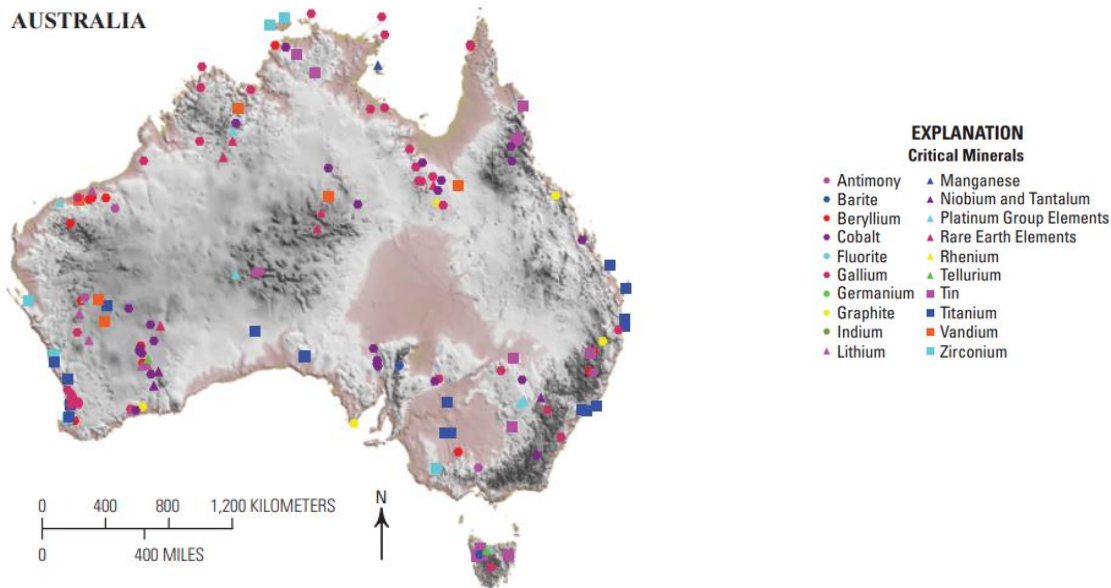 AUSTRALIA
EXPLANATION
Critical Minerals
Antimony
Barite
Beryllium
Cobalt
Fluorite
Gallium
Germanium
Graphite
Indium
Lithium
Manganese
Niobium and Tantalum
Platinum Group Elements
Rare Earth Elements
Rhenium
Tellurium
Tin
Titanium
Vandium
Zirconium
0 400 800 1,200 KILOMETERS
0 400 MILES
N